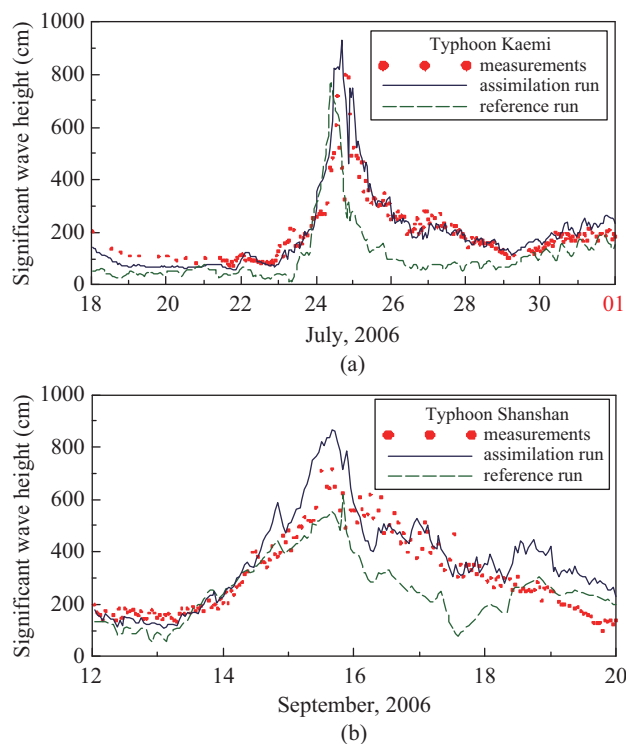 1000
800
600
400
200
0
Significant wave height (cm)
Typhoon Kaemi
measurements
assimilation run
reference run
18 20 22 24 26 28 30 01
July, 2006
(a)
1000
800
600
400
200
0
Significant wave height (cm)
Typhoon Shanshan
measurements
assimilation run
reference run
12 14 16 18 20
September, 2006
(b)